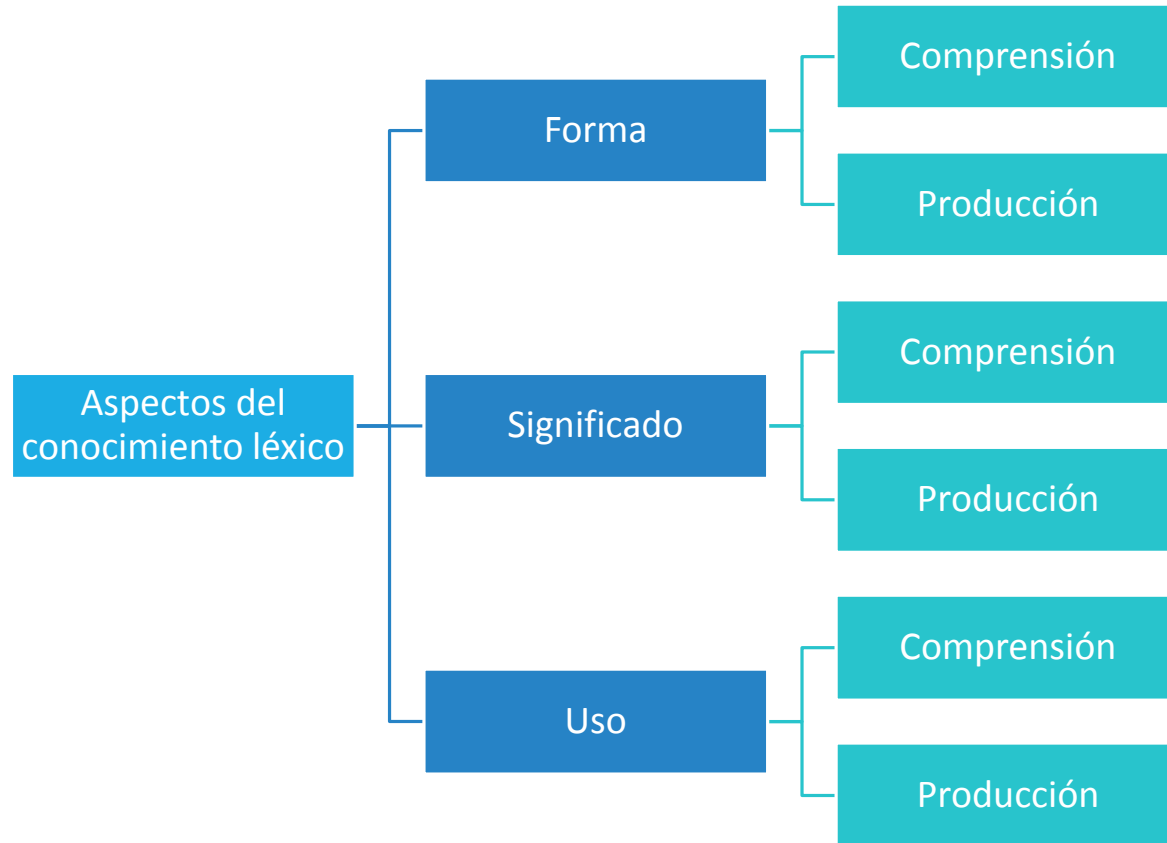 Aspectos del
conocimiento léxico
Forma
Comprensión
Producción
Significado
Comprensión
Producción
Uso
Comprensión
Producción